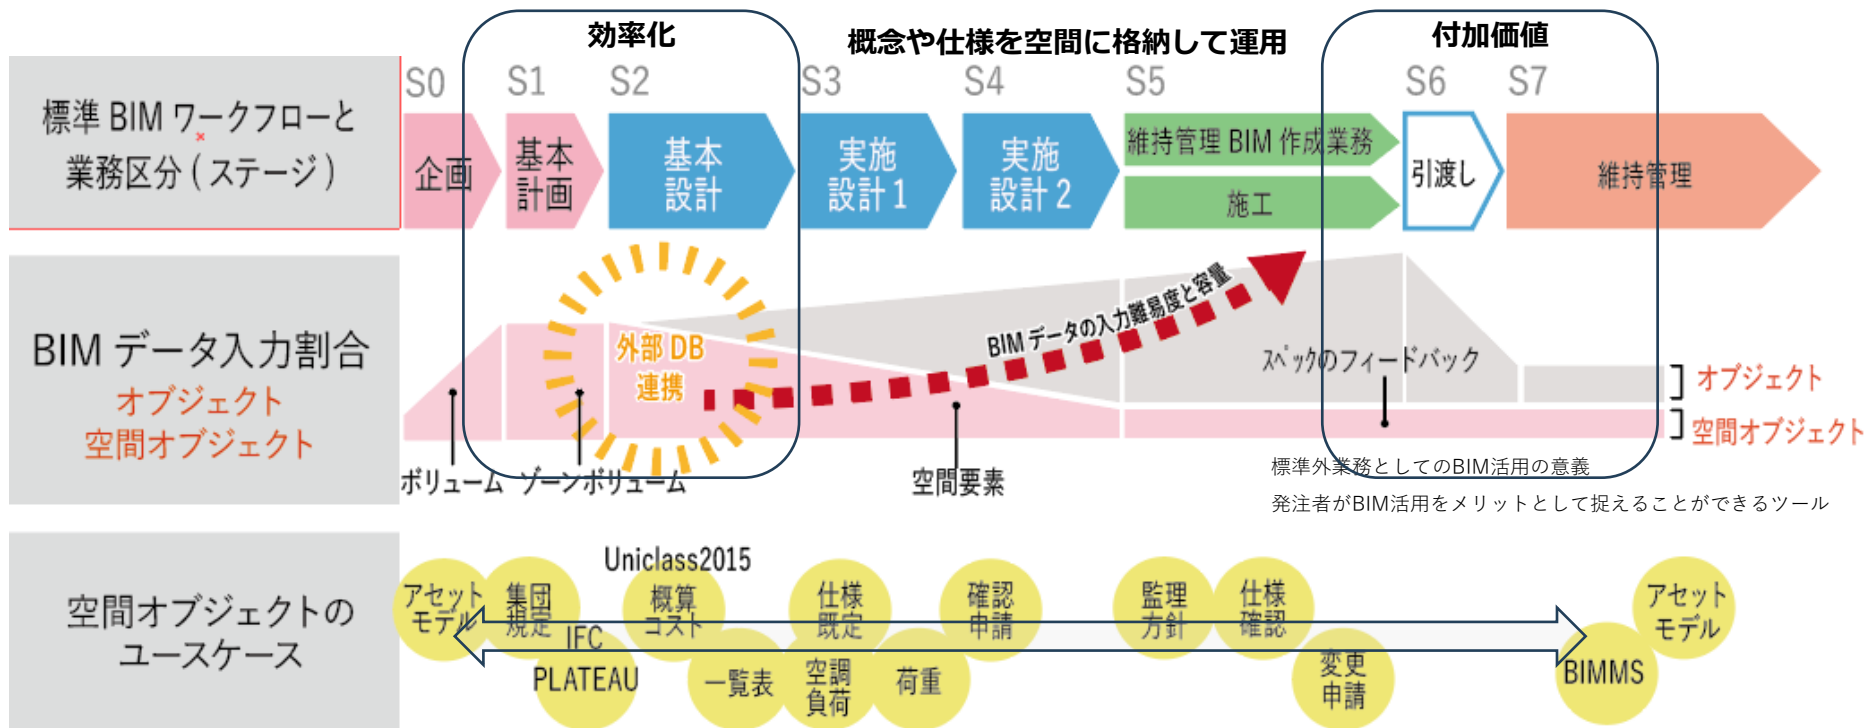 効率化
概念や仕様を空間に格納して運用
付加価値
S0
S1
S2
S3
S4
S5
S6
S7
標準 BIM ワークフローと
業務区分 ( ステージ )
企画
基本
計画
基本
設計
実施
設計 1
実施
設計 2
維持管理 BIM 作成業務
施工
引渡し
維持管理
BIM データ入力割合
オブジェクト
空間オブジェクト
外部 DB
連携
BIM データの入力難易度と容量
スペックのフィードバック
オブジェクト
空間オブジェクト
ボリューム
ゾーンボリューム
空間要素
標準外業務としてのBIM活用の意義
発注者がBIM活用をメリットとして捉えることができるツール
空間オブジェクトの
ユースケース
アセット
モデル
集団
規定
IFC
PLATEAU
Uniclass2015
概算
コスト
一覧表
仕様
既定
空調
負荷
荷重
確認
申請
監理
方針
仕様
確認
変更
申請
BIMMS
アセット
モデル